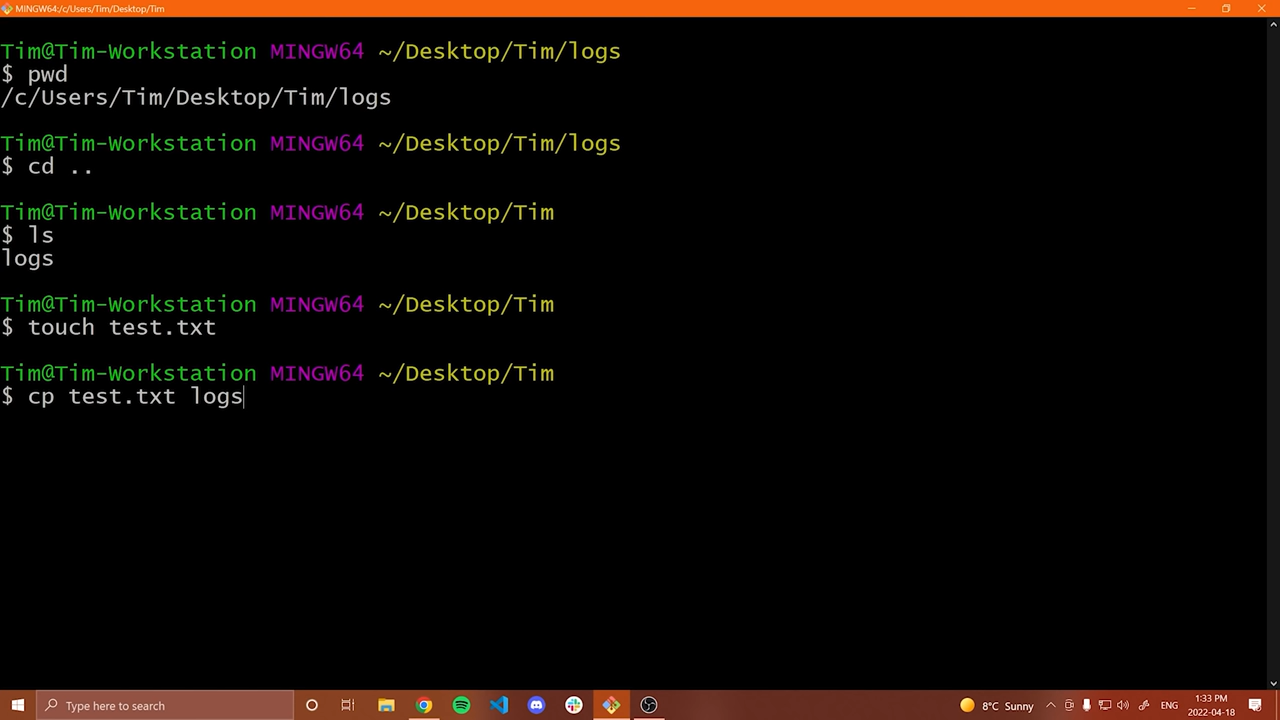 MINGW64:/c/Users/Tim/Desktop/Tim
Tim@Tim-Workstation MINGW64 ~/Desktop/Tim/logs
$ pwd
/c/Users/Tim/Desktop/Tim/logs
Tim@Tim-Workstation MINGW64 ~/Desktop/Tim/logs
$ cd ..
Tim@Tim-Workstation MINGW64 ~/Desktop/Tim
$ ls
logs
Tim@Tim-Workstation MINGW64 ~/Desktop/Tim
$ touch test.txt
Tim@Tim-Workstation MINGW64 ~/Desktop/Tim
$ cp test.txt logs
Type here to search
8°C Sunny
ENG
1:33 PM
2022-04-18